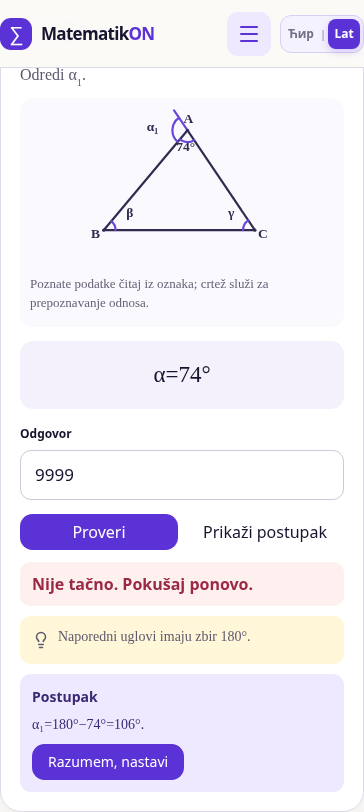 ∑ MatematikON
Ћир | Lat
Odredi α₁.
A
α₁
74°
β
γ
B
C
Poznate podatke čitaj iz oznaka; crtež služi za
prepoznavanje odnosa.
α=74°
Odgovor
9999
Proveri
Prikaži postupak
Nije tačno. Pokušaj ponovo.
Naporedni uglovi imaju zbir 180°.
Postupak
α₁=180°−74°=106°.
Razumem, nastavi